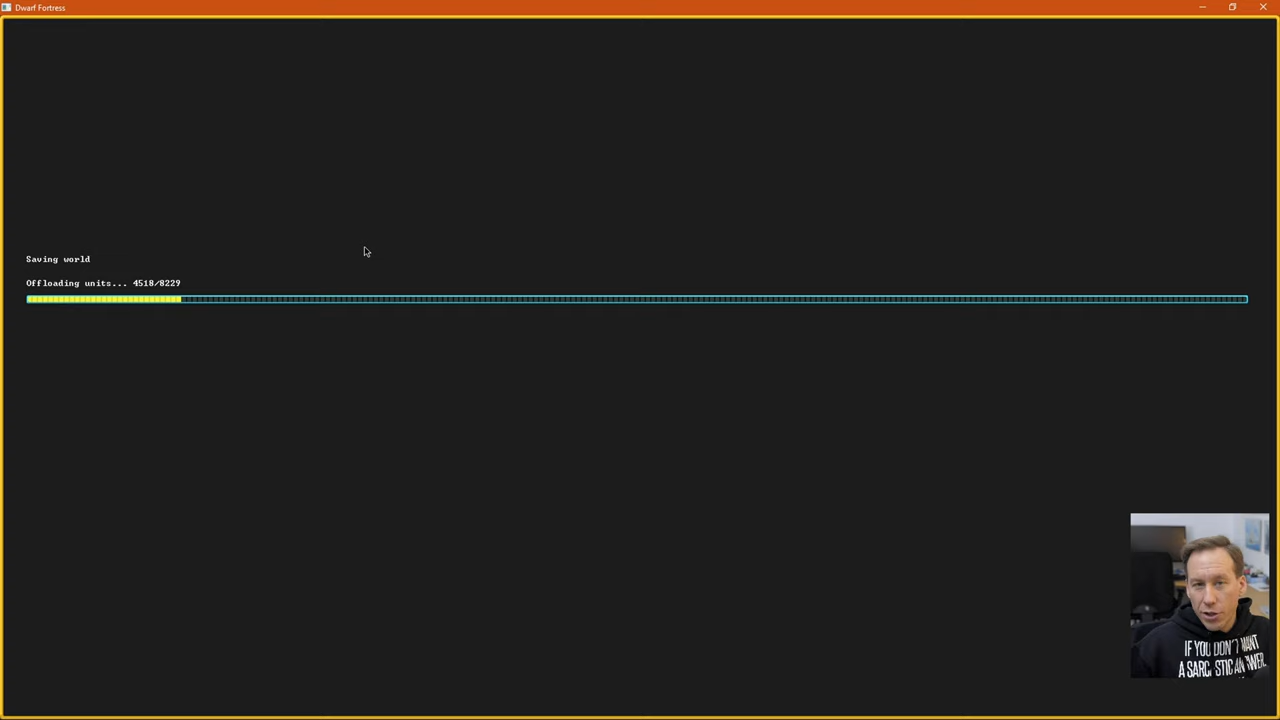 Dwarf Fortress
Saving world
Offloading units... 4518/8229
IF YOU DON'T WANT
A SARCASTIC ANSWER,